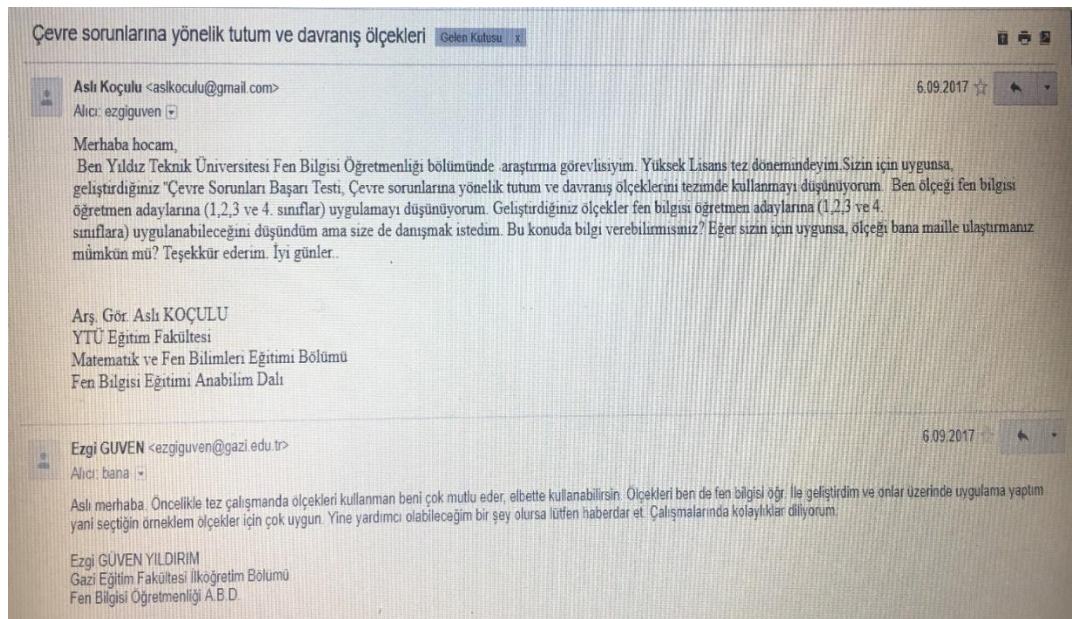 Çevre sorunlarına yönelik tutum ve davranış ölçekleri Gelen Kutusu x
Aslı Koçulu <aslkoculu@gmail.com> 6.09.2017
Alıcı: ezgiguven
Merhaba hocam,
Ben Yıldız Teknik Üniversitesi Fen Bilgisi Öğretmenliği bölümünde araştırma görevlisiyim. Yüksek Lisans tez dönemindeyim.Sizin için uygunsa,
geliştirdiğiniz "Çevre Sorunları Başarı Testi, Çevre sorunlarına yönelik tutum ve davranış ölçeklerini tezimde kullanmayı düşünüyorum. Ben ölçeği fen bilgisi
öğretmen adaylarına (1,2,3 ve 4. sınıflar) uygulamayı düşünüyorum. Geliştirdiğiniz ölçekler fen bilgisi öğretmen adaylarına (1,2,3 ve 4.
sınıflara) uygulanabileceğini düşündüm ama size de danışmak istedim. Bu konuda bilgi verebilirmisiniz? Eğer sizin için uygunsa, ölçeği bana maille ulaştırmanız
mümkün mü? Teşekkür ederim. İyi günler..
Arş. Gör. Aslı KOÇULU
YTÜ Eğitim Fakültesi
Matematik ve Fen Bilimleri Eğitimi Bölümü
Fen Bilgisi Eğitimi Anabilim Dalı
Ezgi GUVEN <ezgiguven@gazi.edu.tr> 6.09.2017
Alıcı: bana
Aslı merhaba. Öncelikle tez çalışmanda ölçekleri kullanman beni çok mutlu eder, elbette kullanabilirsin. Ölçekleri ben de fen bilgisi öğr. İle geliştirdim ve onlar üzerinde uygulama yaptım
yani seçtiğin örneklem ölçekler için çok uygun. Yine yardımcı olabileceğim bir şey olursa lütfen haberdar et. Çalışmalarında kolaylıklar diliyorum.
Ezgi GÜVEN YILDIRIM
Gazi Eğitim Fakültesi İlköğretim Bölümü
Fen Bilgisi Öğretmenliği A.B.D.